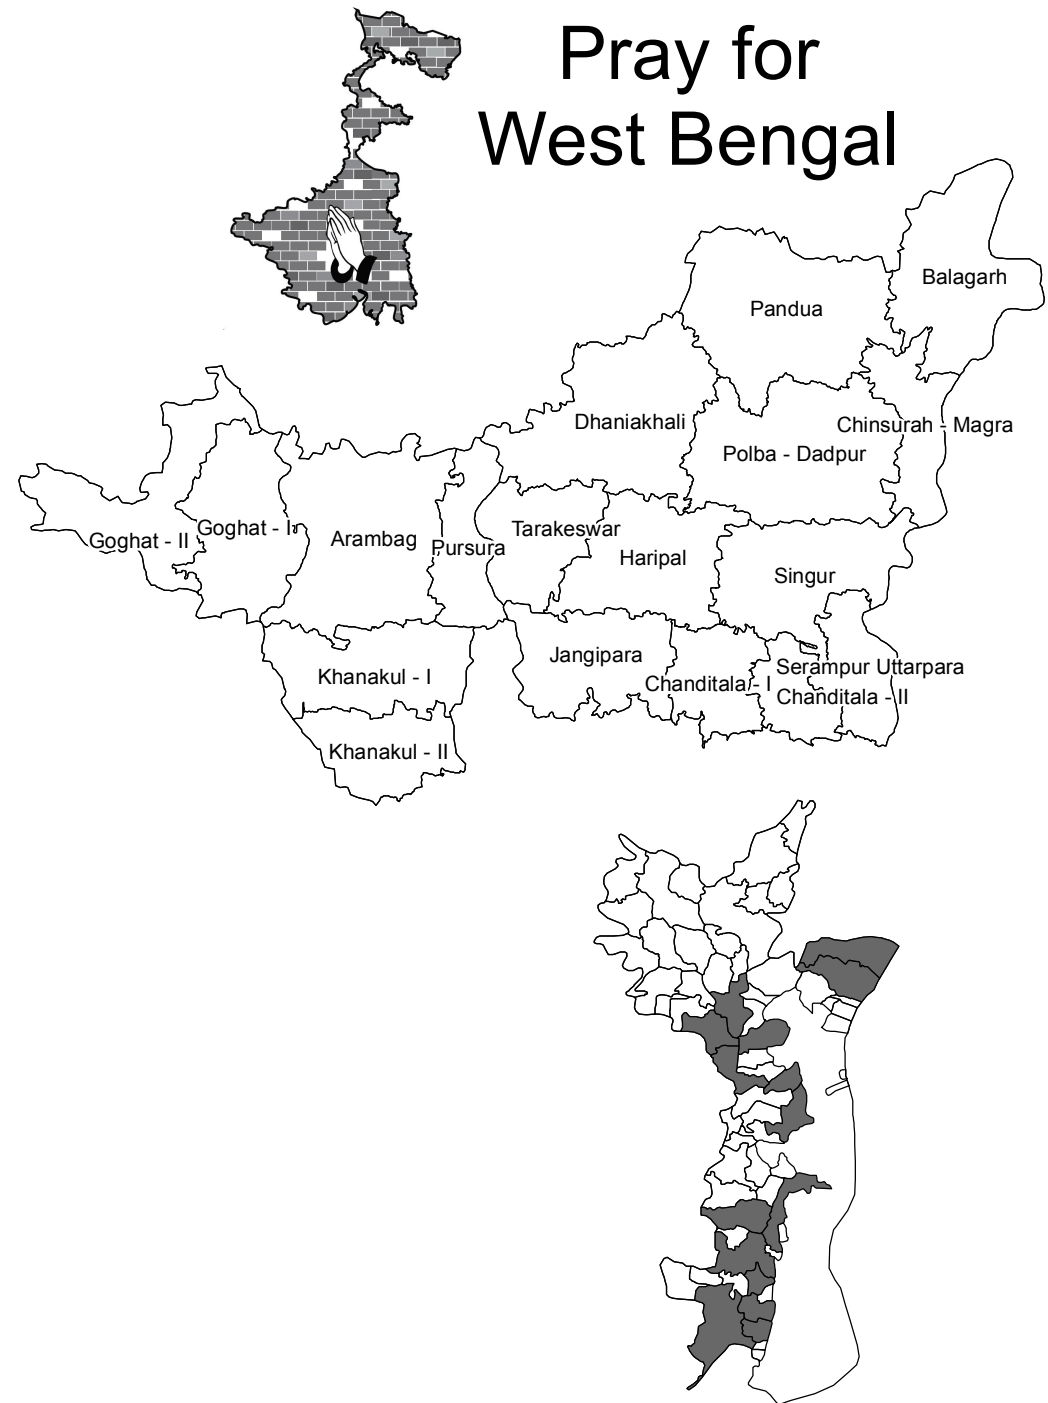 Pray for
West Bengal
Balagarh
Pandua
Dhaniakhali
Chinsurah - Magra
Polba - Dadpur
Goghat - II
Goghat - I
Arambag
Pursura
Tarakeswar
Haripal
Singur
Jangipara
Serampur Uttarpara
Khanakul - I
Chanditala - I
Chanditala - II
Khanakul - II